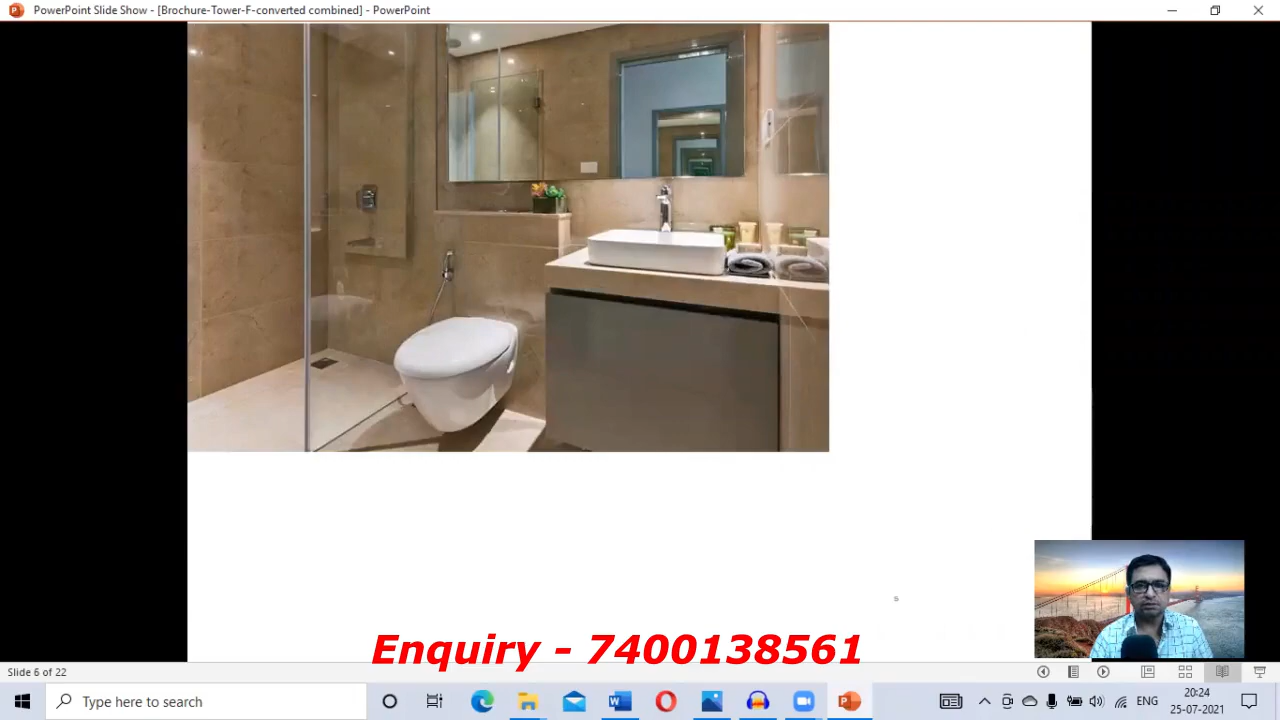 PowerPoint Slide Show - [Brochure-Tower-F-converted combined] - PowerPoint
s
Enquiry - 7400138561
Slide 6 of 22
Type here to search
ENG
20:24
25-07-2021